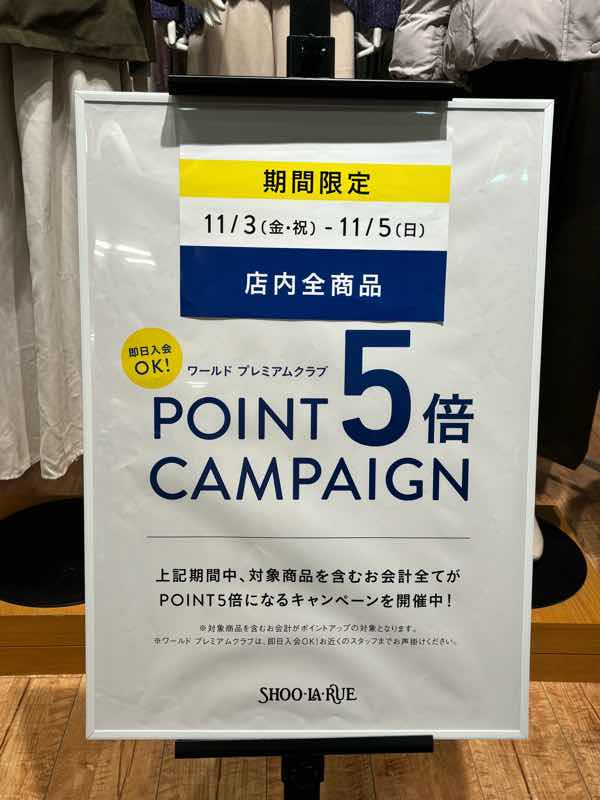 期間限定
11/3(金・祝) - 11/5(日)
店内全商品
即日入会
OK!
ワールド プレミアムクラブ
POINT 5倍
CAMPAIGN
上記期間中、対象商品を含むお会計全てが
POINT5倍になるキャンペーンを開催中!
※対象商品を含むお会計がポイントアップの対象となります。
※ワールド プレミアムクラブは、即日入会OK!お近くのスタッフまでお声掛けください。
SHOO・LA・RUE